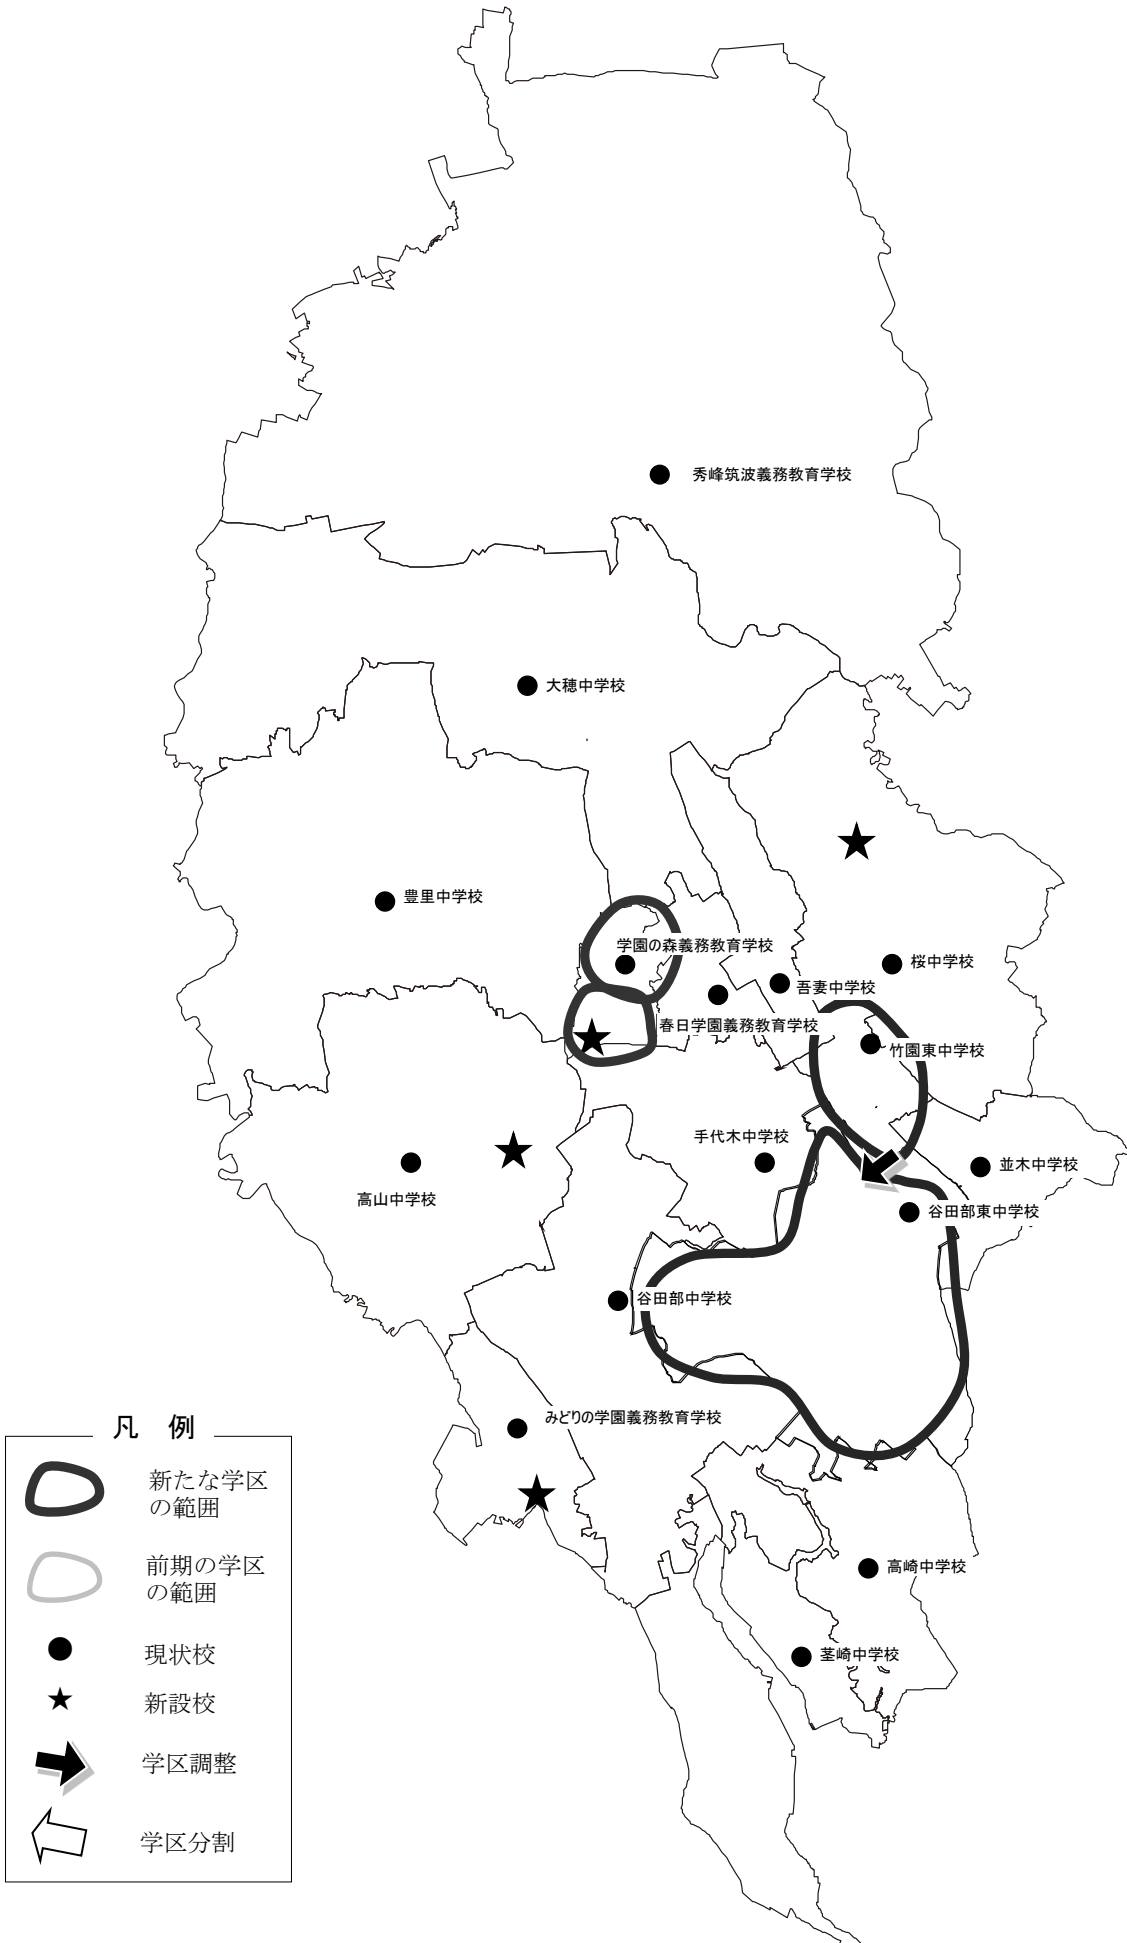 秀峰筑波義務教育学校
大穂中学校
豊里中学校
学園の森義務教育学校
桜中学校
吾妻中学校
春日学園義務教育学校
竹園東中学校
手代木中学校
並木中学校
高山中学校
谷田部東中学校
谷田部中学校
みどりの学園義務教育学校
高崎中学校
茎崎中学校
凡 例
新たな学区
の範囲
前期の学区
の範囲
現状校
新設校
学区調整
学区分割